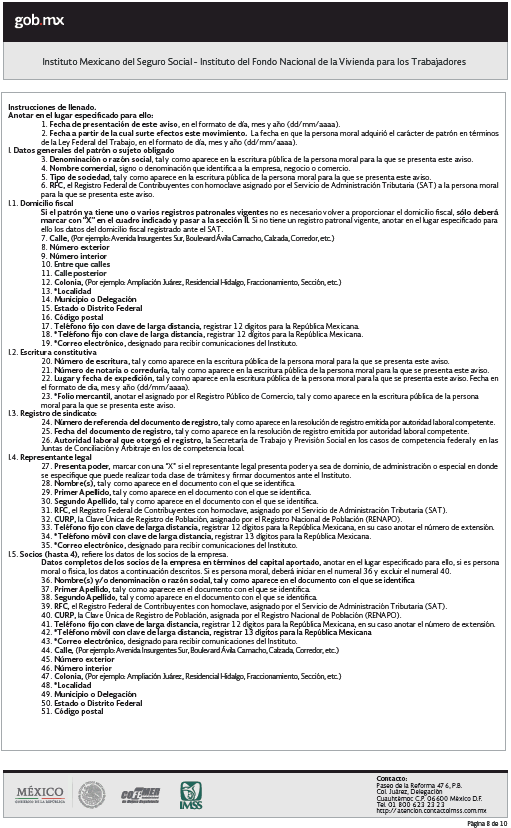 gob.mx
Instituto Mexicano del Seguro Social - Instituto del Fondo Nacional de la Vivienda para los Trabajadores
Instrucciones de llenado.
Anotar en el lugar especificado para ello:
1. Fecha de presentación de este aviso, en el formato de día, mes y año (dd/mm/aaaa).
2. Fecha a partir de la cual surte efectos este movimiento. La fecha en que la persona moral adquirió el carácter de patrón en términos
de la Ley Federal del Trabajo, en el formato de día, mes y año (dd/mm/aaaa).
I. Datos generales del patrón o sujeto obligado
3. Denominación o razón social, tal y como aparece en la escritura pública de la persona moral para la que se presenta este aviso.
4. Nombre comercial, signo o denominación que identifica a la empresa, negocio o comercio.
5. Tipo de sociedad, tal y como aparece en la escritura pública de la persona moral para la que se presenta este aviso.
6. RFC, el Registro Federal de Contribuyentes con homoclave asignado por el Servicio de Administración Tributaria (SAT) a la persona moral
para la que se presenta este aviso.
I.1. Domicilio fiscal
Si el patrón ya tiene uno o varios registros patronales vigentes no es necesario volver a proporcionar el domicilio fiscal, sólo deberá
marcar con "X" en el cuadro indicado y pasar a la sección II. Si no tiene un registro patronal vigente, anotar en el lugar especificado para
ello los datos del domicilio fiscal registrado ante el SAT.
7. Calle, (Por ejemplo: Avenida Insurgentes Sur, Boulevard Ávila Camacho, Calzada, Corredor, etc.)
8. Número exterior
9. Número interior
10. Entre que calles
11. Calle posterior
12. Colonia, (Por ejemplo: Ampliación Juárez, Residencial Hidalgo, Fraccionamiento, Sección, etc.)
13. *Localidad
14. Municipio o Delegación
15. Estado o Distrito Federal
16. Código postal
17. Teléfono fijo con clave de larga distancia, registrar 12 dígitos para la República Mexicana.
18. *Teléfono fijo con clave de larga distancia, registrar 12 dígitos para la República Mexicana.
19. *Correo electrónico, designado para recibir comunicaciones del Instituto.
I.2. Escritura constitutiva
20. Número de escritura, tal y como aparece en la escritura pública de la persona moral para la que se presenta este aviso.
21. Número de notaría o correduría, tal y como aparece en la escritura pública de la persona moral para la que se presenta este aviso.
22. Lugar y fecha de expedición, tal y como aparece en la escritura pública de la persona moral para la que se presenta este aviso. Fecha en
el formato de día, mes y año (dd/mm/aaaa).
23. *Folio mercantil, anotar el asignado por el Registro Público de Comercio, tal y como aparece en la escritura pública de la persona
moral para la que se presenta este aviso.
I.3. Registro de sindicato:
24. Número de referencia del documento de registro, tal y como aparece en la resolución de registro emitida por autoridad laboral competente.
25. Fecha del documento de registro, tal y como aparece en la resolución de registro emitida por autoridad laboral competente.
26. Autoridad laboral que otorgó el registro, la Secretaría de Trabajo y Previsión Social en los casos de competencia federal y en las
Juntas de Conciliación y Arbitraje en los de competencia local.
I.4. Representante legal
27. Presenta poder, marcar con una "X" si el representante legal presenta poder ya sea de dominio, de administración o especial en donde
se especifique que puede realizar toda clase de trámites y firmar documentos ante el Instituto.
28. Nombre(s), tal y como aparece en el documento con el que se identifica.
29. Primer Apellido, tal y como aparece en el documento con el que se identifica.
30. Segundo Apellido, tal y como aparece en el documento con el que se identifica.
31. RFC, el Registro Federal de Contribuyentes con homoclave, asignado por el Servicio de Administración Tributaria (SAT).
32. CURP, la Clave Única de Registro de Población, asignado por el Registro Nacional de Población (RENAPO).
33. Teléfono fijo con clave de larga distancia, registrar 12 dígitos para la República Mexicana, en su caso anotar el número de extensión.
34. *Teléfono móvil con clave de larga distancia, registrar 13 dígitos para la República Mexicana.
35. *Correo electrónico, designado para recibir comunicaciones del Instituto.
I.5. Socios (hasta 4), refiere los datos de los socios de la empresa.
Datos completos de los socios de la empresa en términos del capital aportado, anotar en el lugar especificado para ello, si es persona
moral o física, los datos a continuación descritos. Si es persona moral, deberá iniciar en el numeral 36 y excluir el numeral 40.
36. Nombre(s) y/o denominación o razón social, tal y como aparece en el documento con el que se identifica
37. Primer Apellido, tal y como aparece en el documento con el que se identifica.
38. Segundo Apellido, tal y como aparece en el documento con el que se identifica.
39. RFC, el Registro Federal de Contribuyentes con homoclave, asignado por el Servicio de Administración Tributaria (SAT).
40. CURP, la Clave Única de Registro de Población, asignada por el Registro Nacional de Población (RENAPO).
41. Teléfono fijo con clave de larga distancia, registrar 12 dígitos para la República Mexicana, en su caso anotar el número de extensión.
42. *Teléfono móvil con clave de larga distancia, registrar 13 dígitos para la República Mexicana
43. *Correo electrónico, designado para recibir comunicaciones del Instituto.
44. Calle, (Por ejemplo: Avenida Insurgentes Sur, Boulevard Ávila Camacho, Calzada, Corredor, etc.)
45. Número exterior
46. Número interior
47. Colonia, (Por ejemplo: Ampliación Juárez, Residencial Hidalgo, Fraccionamiento, Sección, etc.)
48. *Localidad
49. Municipio o Delegación
50. Estado o Distrito Federal
51. Código postal
MÉXICO
GOBIERNO DE LA REPÚBLICA
COFEMER
IMSS
Contacto:
Paseo de la Reforma 476, P.B.
Col. Juárez, Delegación
Cuauhtémoc C.P. 06600 México D.F.
Tel. 01 800 623 23 23
http://atencion.contactoimss.com.mx
Página 8 de 10